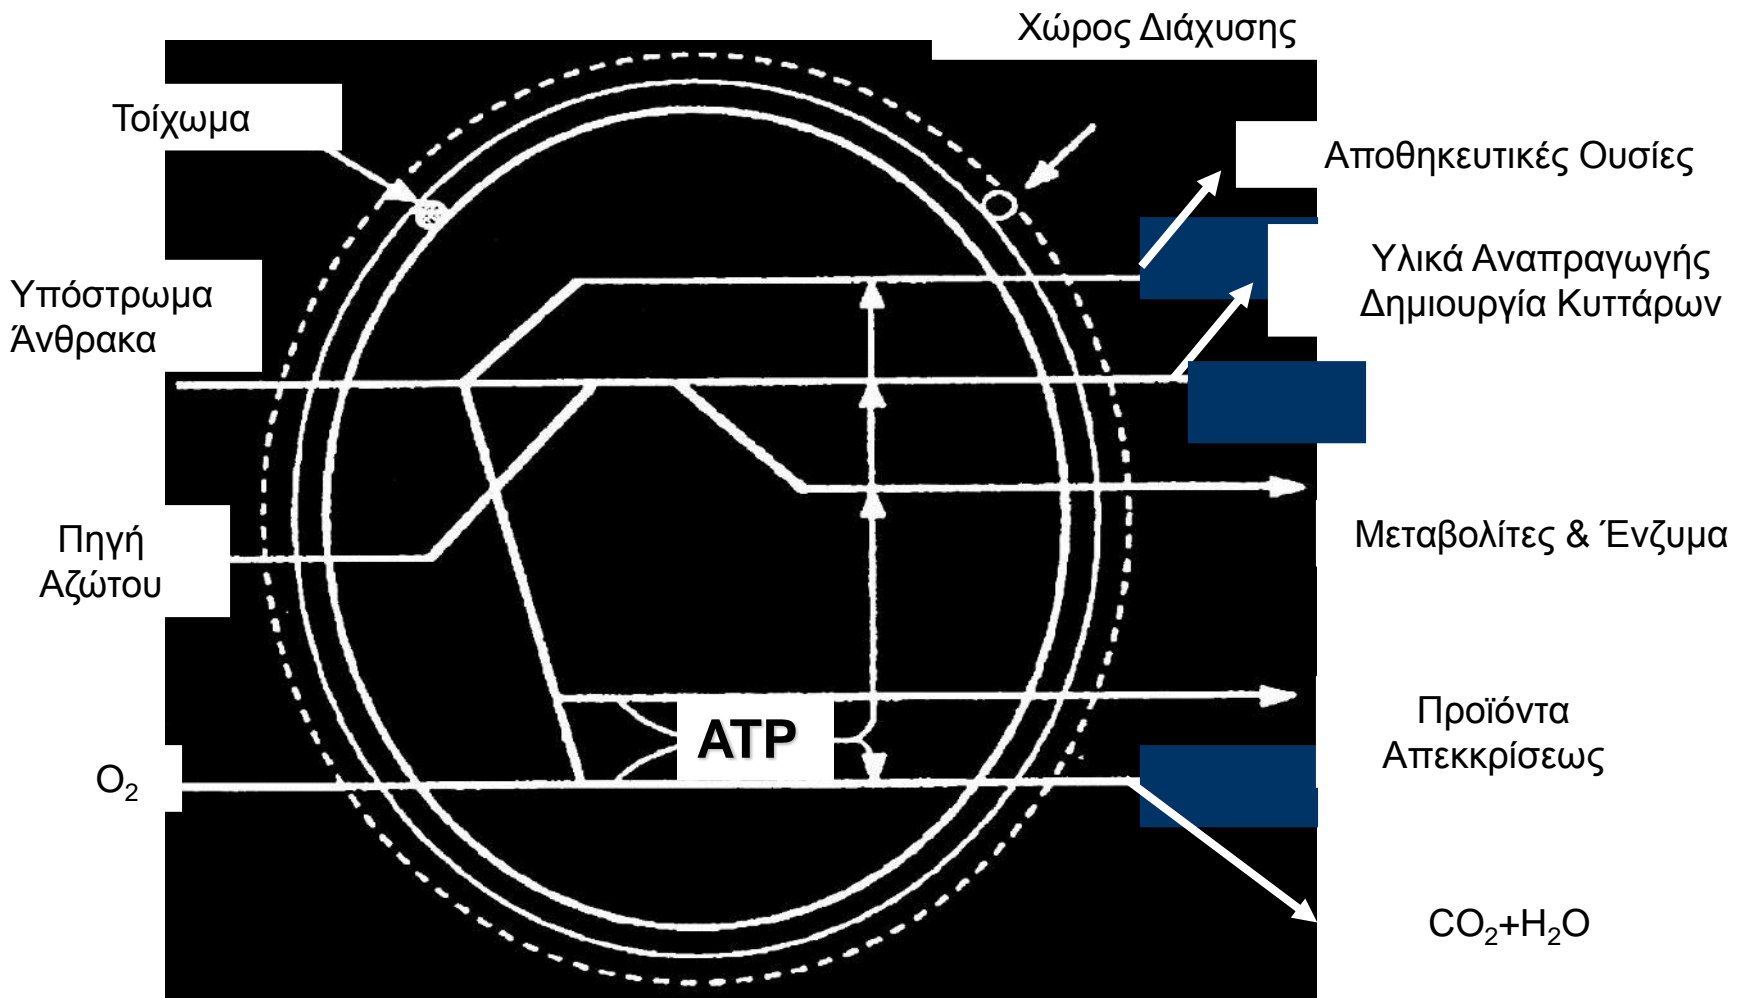 Χώρος Διάχυσης
Τοίχωμα
Αποθηκευτικές Ουσίες
Υπόστρωμα
Άνθρακα
Υλικά Αναπραγωγής
Δημιουργία Κυττάρων
Πηγή
Αζώτου
Μεταβολίτες & Ένζυμα
ATP
Προϊόντα
Απεκκρίσεως
O₂
CO₂+H₂O